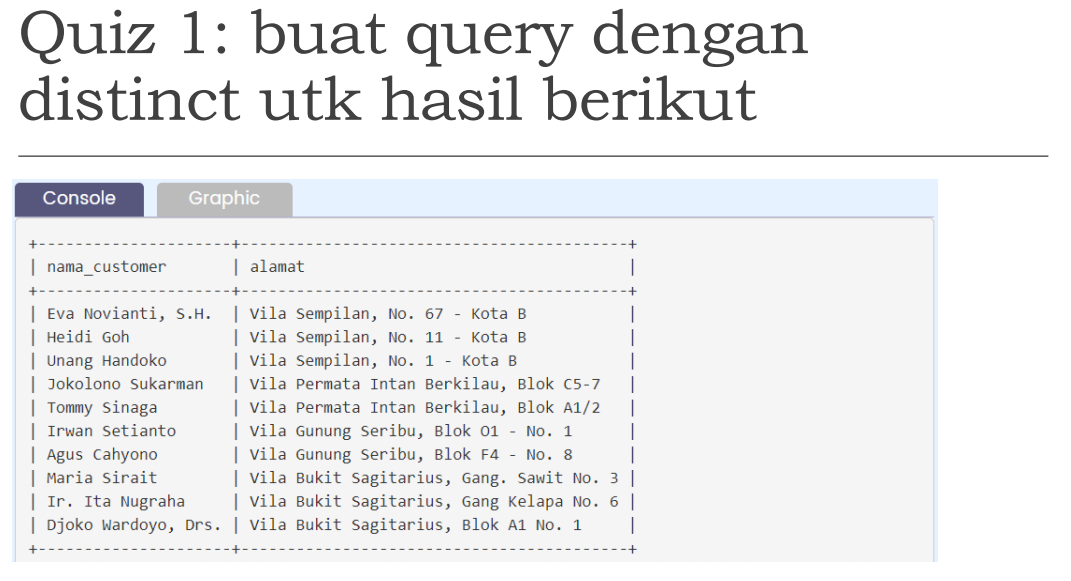 Quiz 1: buat query dengan
distinct utk hasil berikut
Console Graphic
+---------------------+------------------------------------------+
| nama_customer | alamat |
+---------------------+------------------------------------------+
| Eva Novianti, S.H. | Vila Sempilan, No. 67 - Kota B |
| Heidi Goh | Vila Sempilan, No. 11 - Kota B |
| Unang Handoko | Vila Sempilan, No. 1 - Kota B |
| Jokolono Sukarman | Vila Permata Intan Berkilau, Blok C5-7 |
| Tommy Sinaga | Vila Permata Intan Berkilau, Blok A1/2 |
| Irwan Setianto | Vila Gunung Seribu, Blok O1 - No. 1 |
| Agus Cahyono | Vila Gunung Seribu, Blok F4 - No. 8 |
| Maria Sirait | Vila Bukit Sagitarius, Gang. Sawit No. 3 |
| Ir. Ita Nugraha | Vila Bukit Sagitarius, Gang Kelapa No. 6 |
| Djoko Wardoyo, Drs. | Vila Bukit Sagitarius, Blok A1 No. 1 |
+---------------------+------------------------------------------+